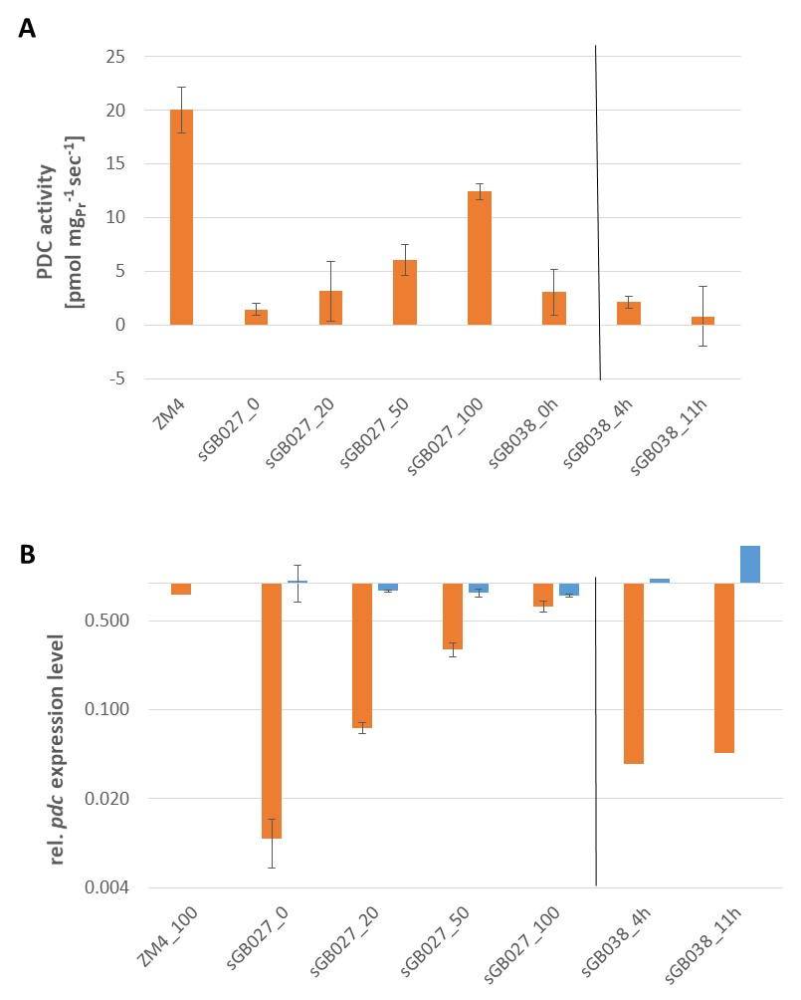 A
25
20
15
10
5
0
-5
PDC activity
[pmol mgPr-1 sec-1]
ZM4
sGB027_0
sGB027_20
sGB027_50
sGB027_100
sGB038_0h
sGB038_4h
sGB038_11h
B
0.500
0.100
0.020
0.004
rel. pdc expression level
ZM4_100
sGB027_0
sGB027_20
sGB027_50
sGB027_100
sGB038_4h
sGB038_11h